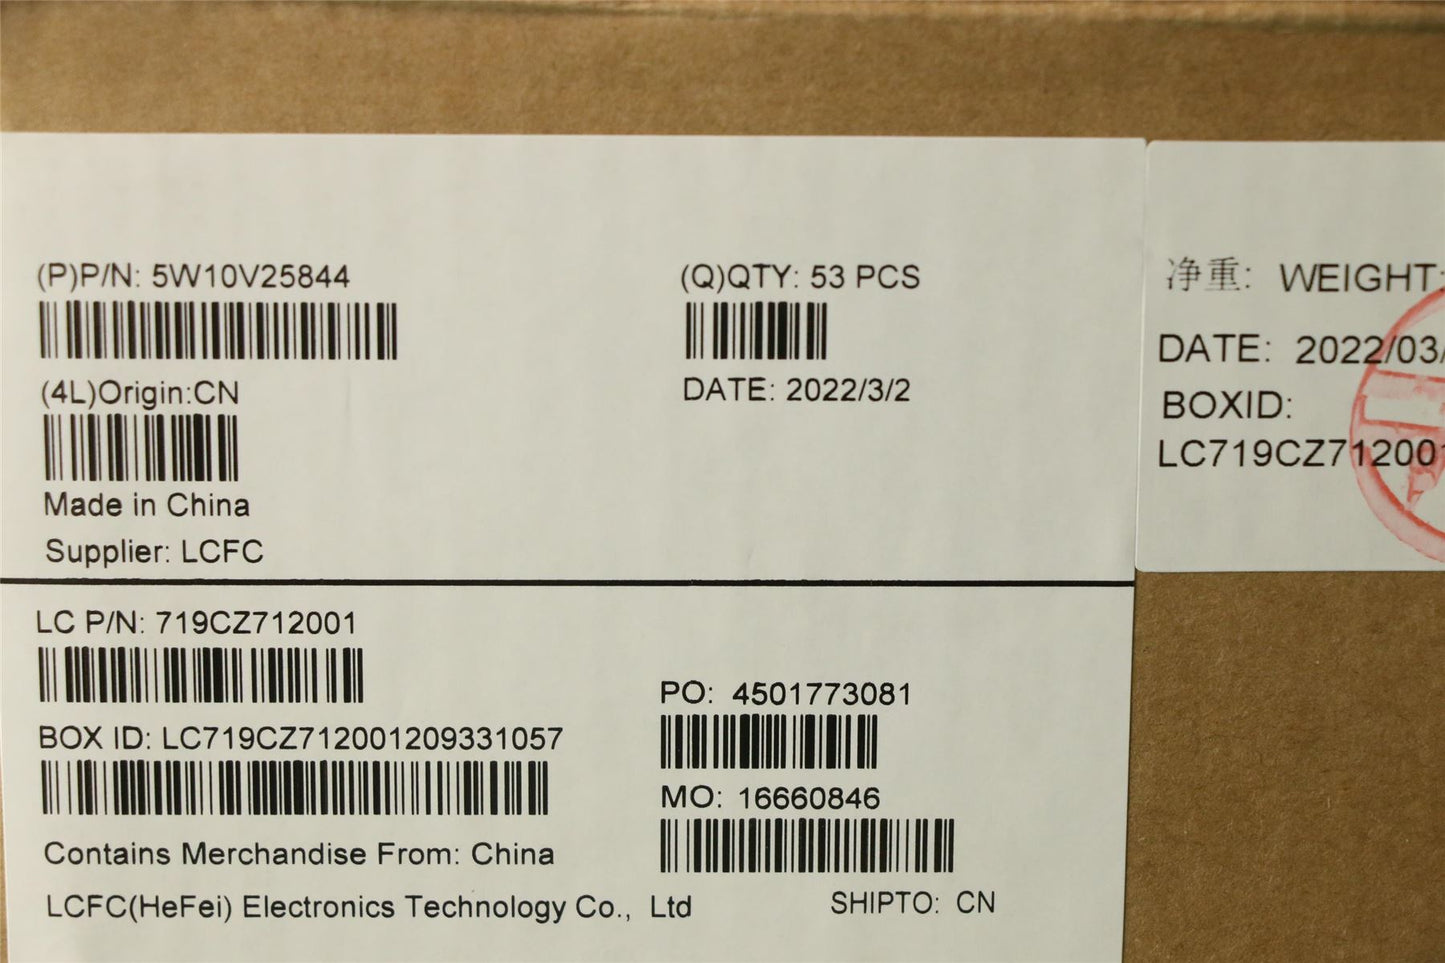 (P)P/N: 5W10V25844
(4L)Origin:CN
Made in China
Supplier: LCFC
(Q)QTY: 53 PCS
DATE: 2022/3/2
LC P/N: 719CZ712001
BOX ID: LC719CZ712001209331057
Contains Merchandise From: China
LCFC(HeFei) Electronics Technology Co., Ltd
PO: 4501773081
MO: 16660846
SHIPTO: CN
净重: WEIGHT:
DATE: 2022/03/
BOXID:
LC719CZ712001